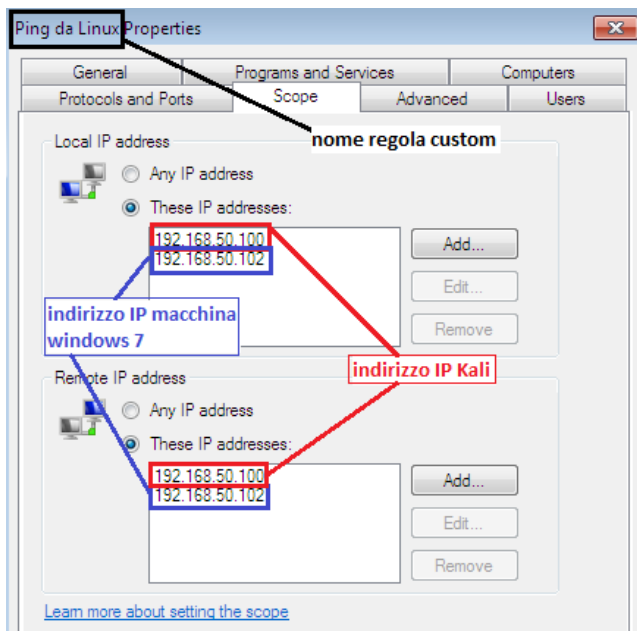 Ping da Linux Properties
General
Programs and Services
Computers
Protocols and Ports
Scope
Advanced
Users
nome regola custom
Local IP address
Any IP address
These IP addresses:
192.168.50.100
192.168.50.102
Add...
Edit...
Remove
indirizzo IP macchina
windows 7
indirizzo IP Kali
Remote IP address
Any IP address
These IP addresses:
192.168.50.100
192.168.50.102
Add...
Edit...
Remove
Learn more about setting the scope